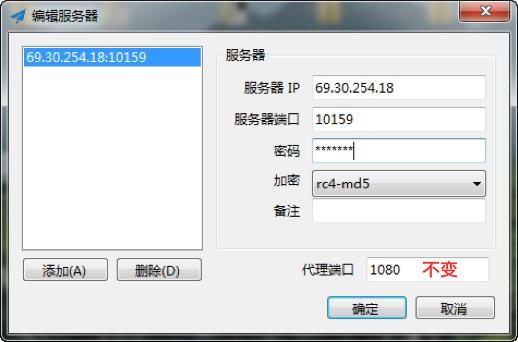 编辑服务器
69.30.254.18:10159
服务器
服务器 IP 69.30.254.18
服务器端口 10159
密码 *******
加密 rc4-md5
备注
添加(A) 删除(D)
代理端口 1080 不变
确定 取消